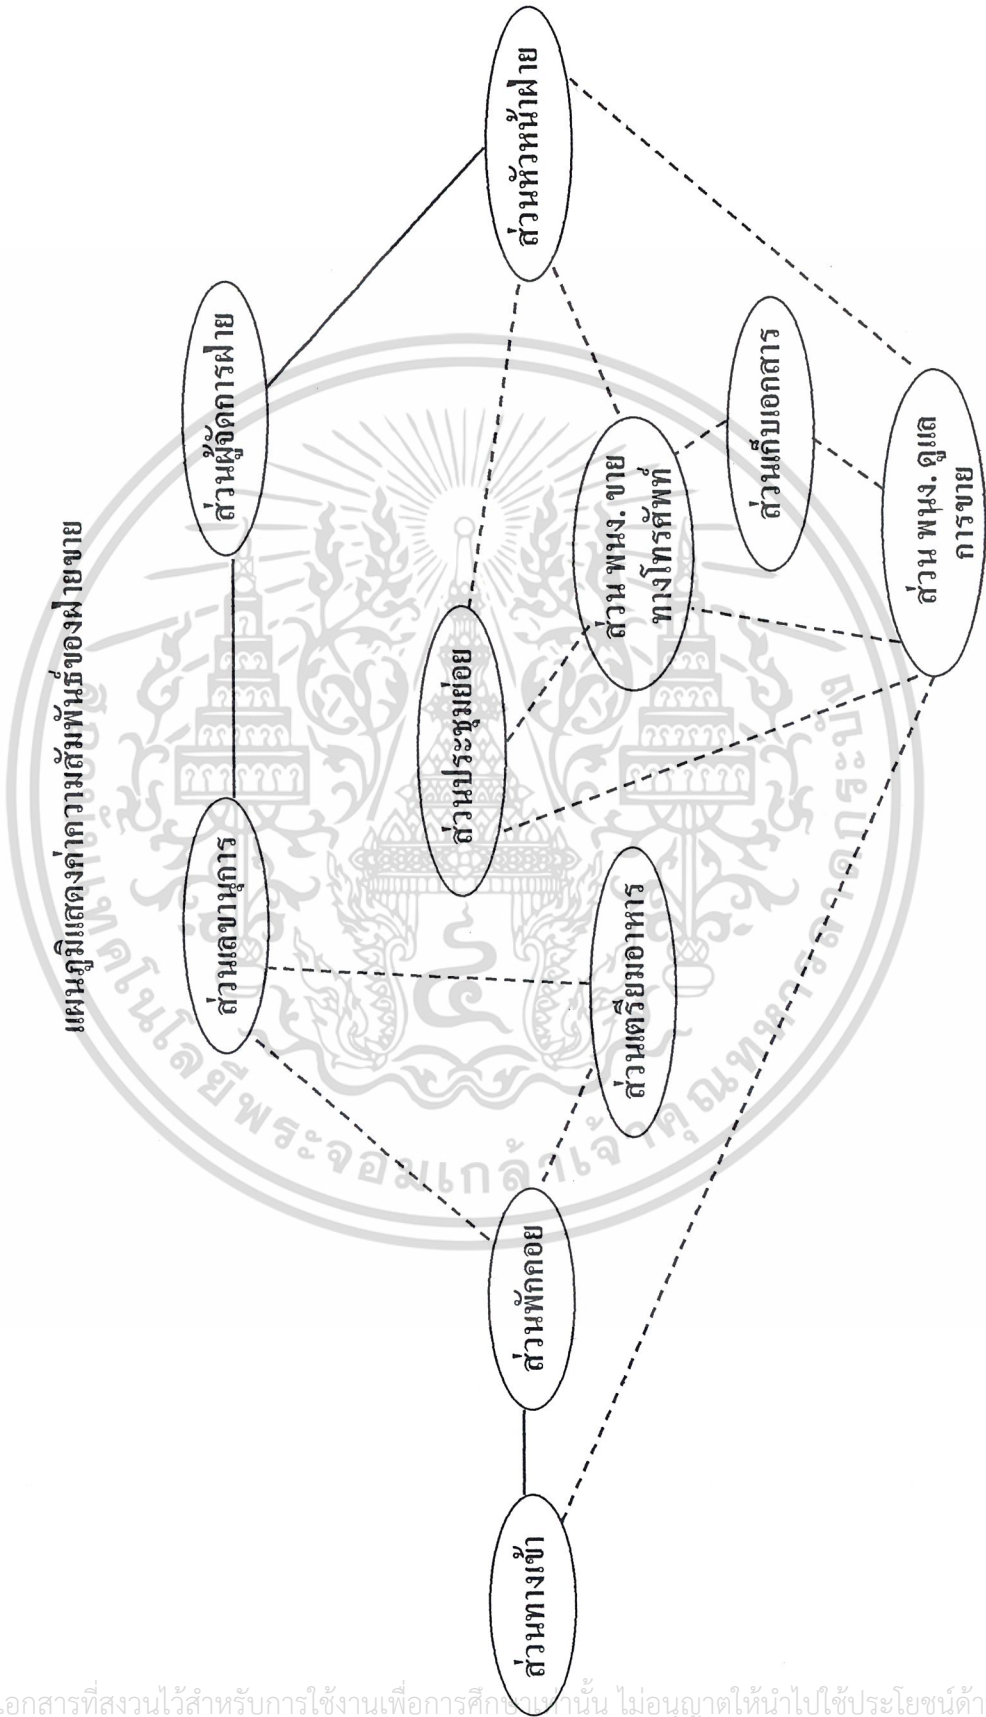 แผนภูมิแสดงค่าความสัมพันธ์ของฝ่ายขาย
ส่วนทางเข้า
ส่วนพักคอย
ส่วนเลขานุการ
ส่วนผู้จัดการฝ่าย
ส่วนหัวหน้าฝ่าย
ส่วนประชุมย่อย
ส่วนเตรียมอาหาร
ส่วน พนง. ขาย
ทางโทรศัพท์
ส่วนเก็บเอกสาร
ส่วน พนง. ดูแล
การขาย
เอกสารที่สงวนไว้สำหรับการใช้งานเพื่อการศึกษาเท่านั้น ไม่อนุญาตให้นำไปใช้ประโยชน์ด้า